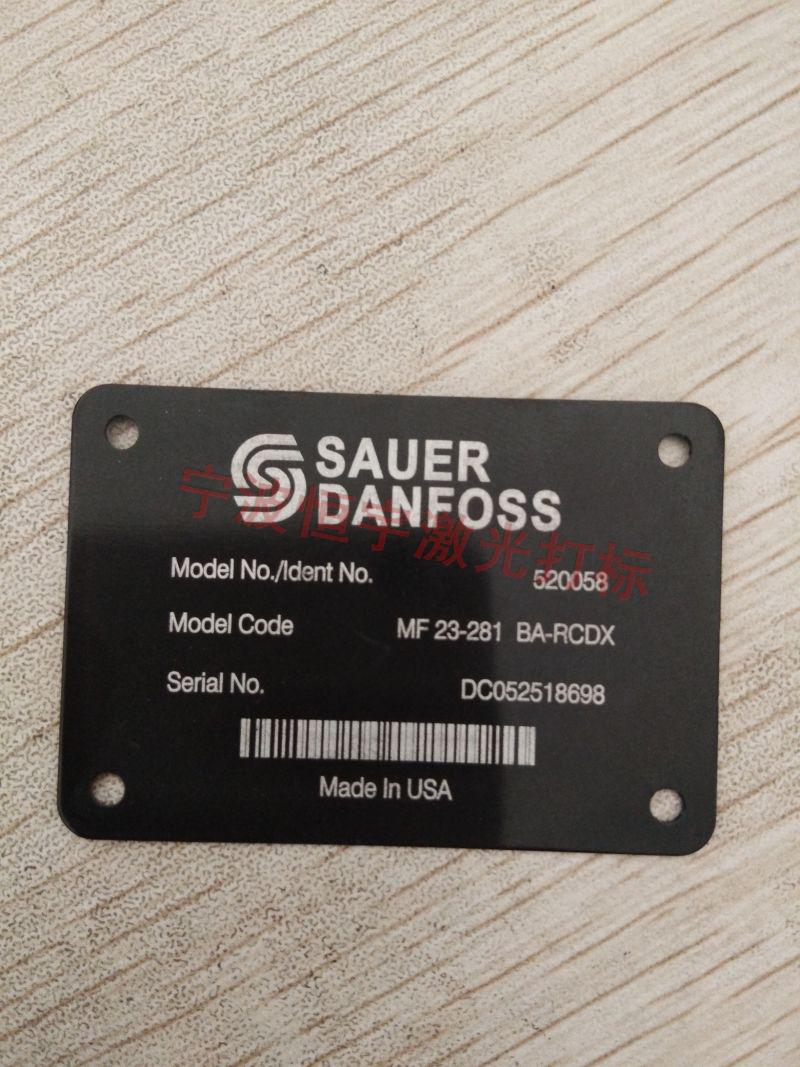 SAUER
DANFOSS
宁波恒宇激光打标
Model No./Ident No. 520058
Model Code MF 23-281 BA-RCDX
Serial No. DC052518698
Made In USA